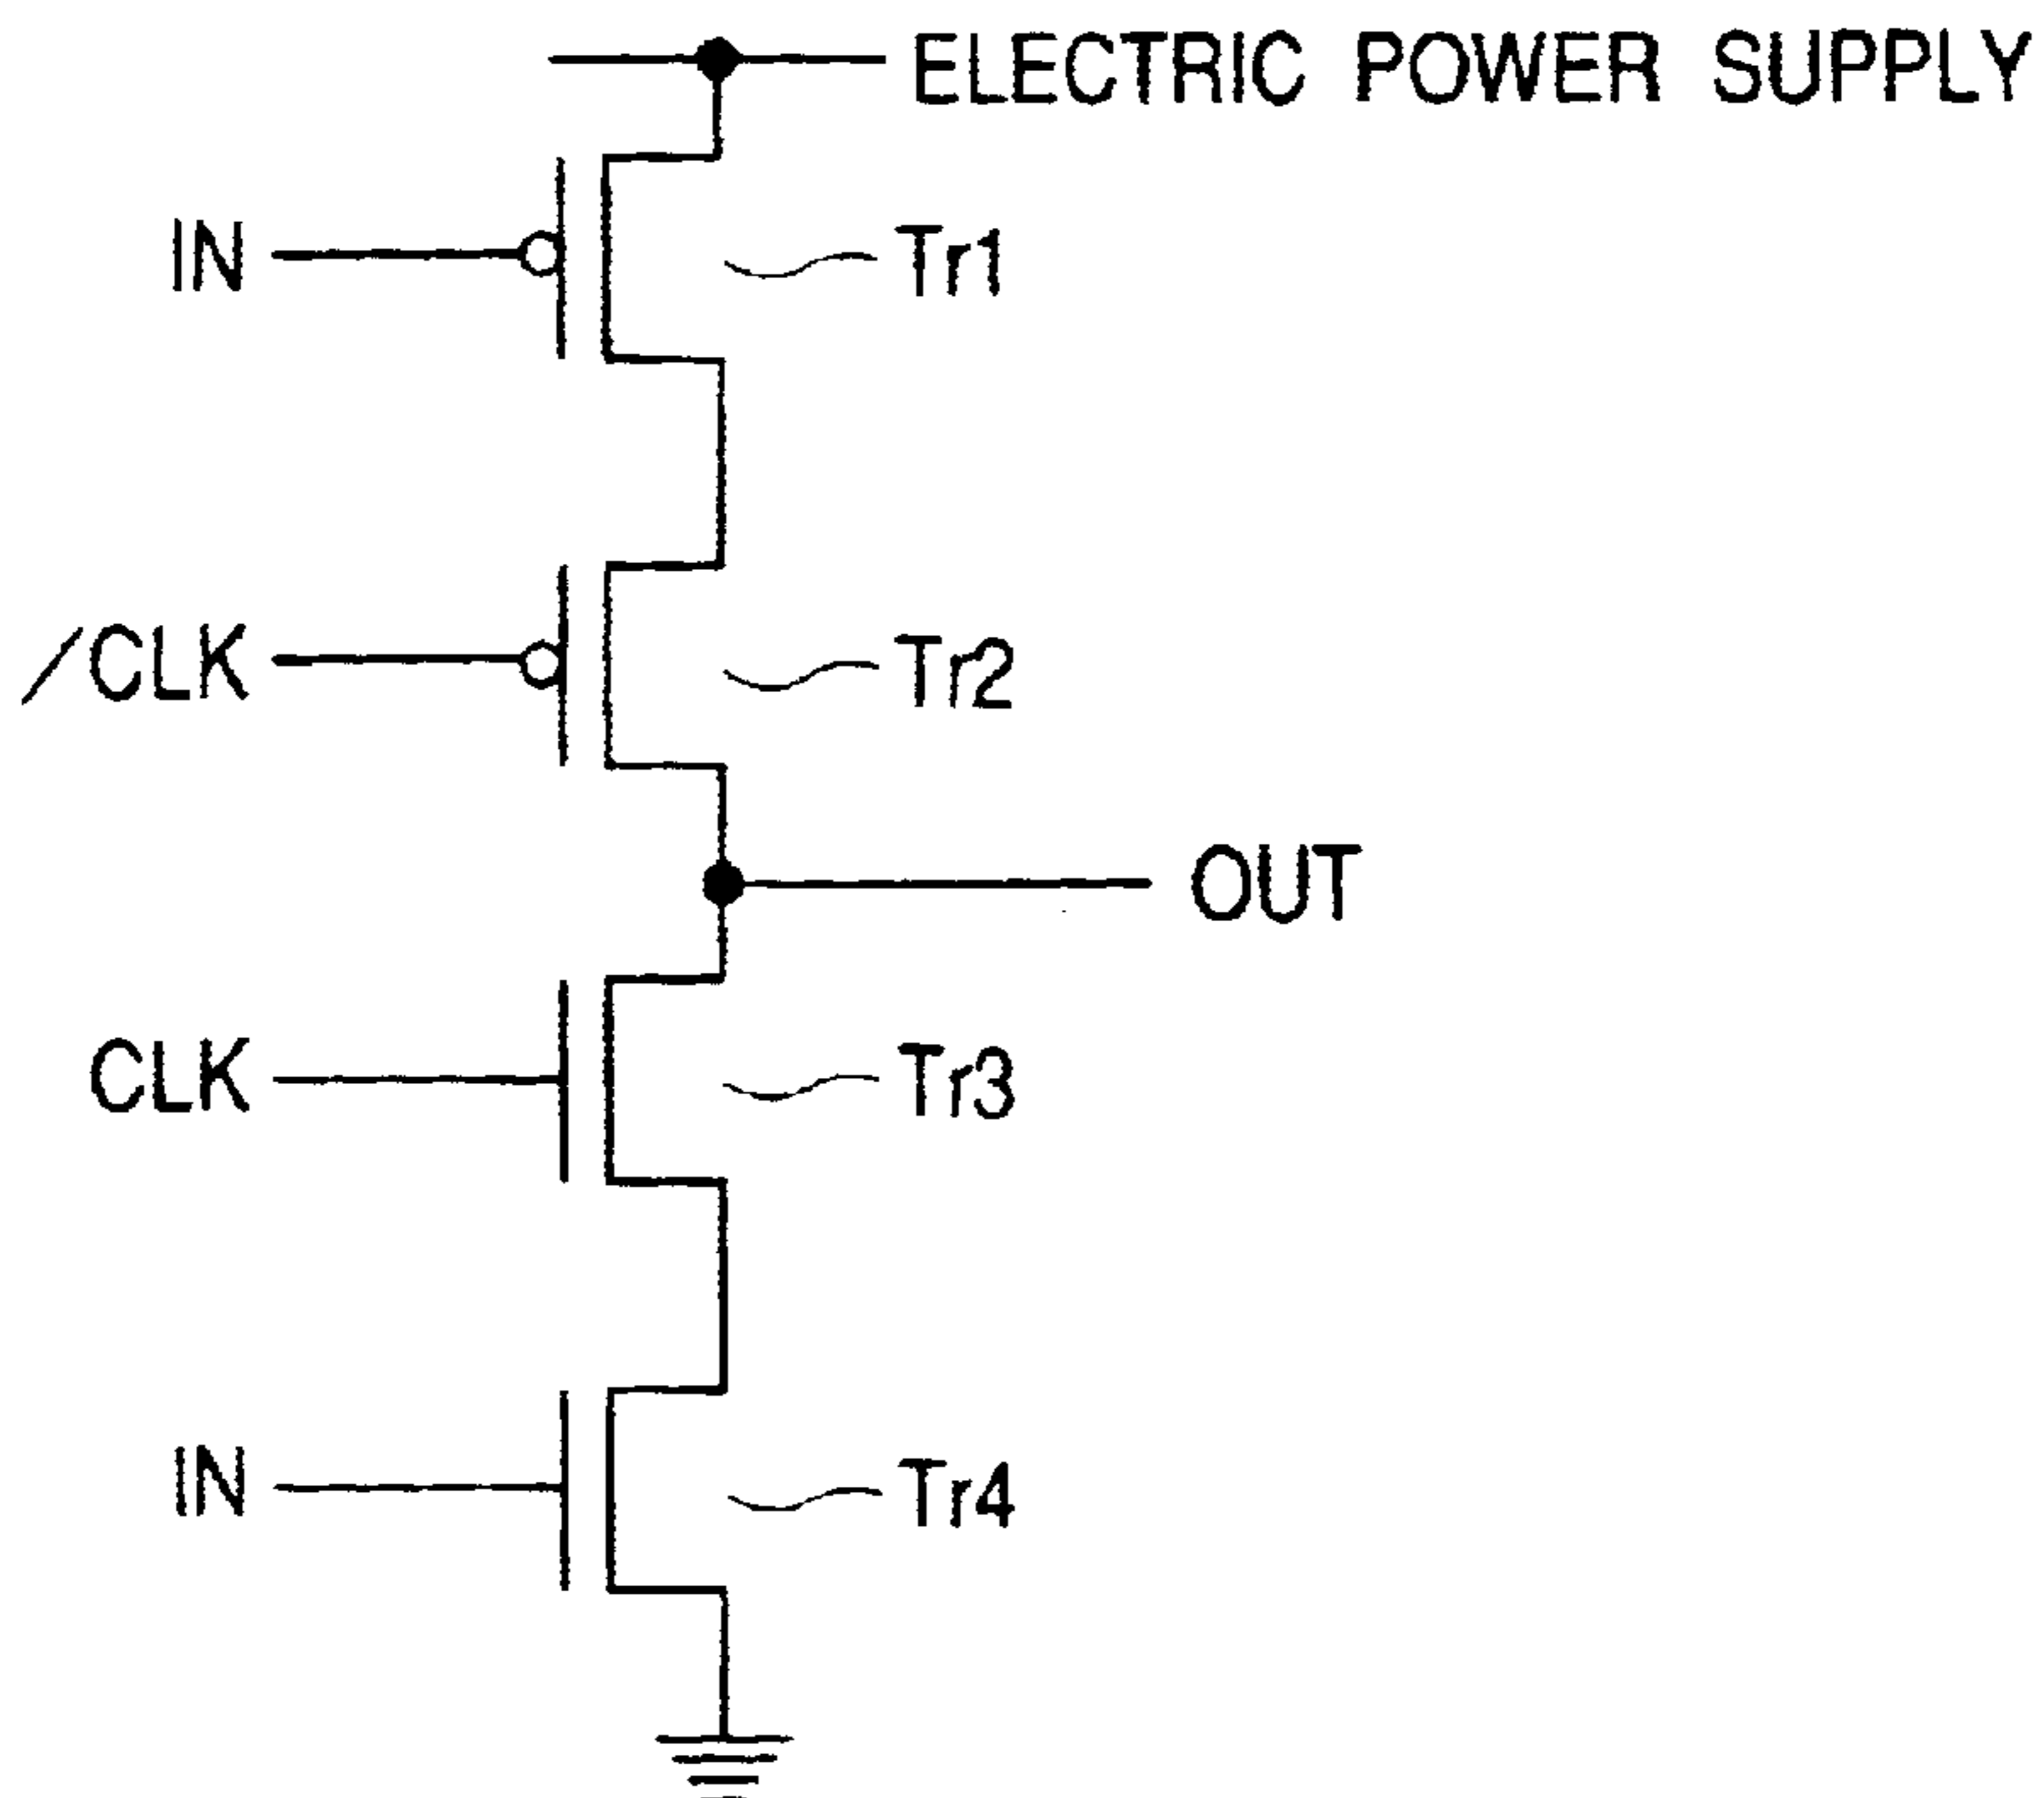 ELECTRIC POWER SUPPLY
IN
Tr1
/CLK
Tr2
OUT
CLK
Tr3
IN
Tr4